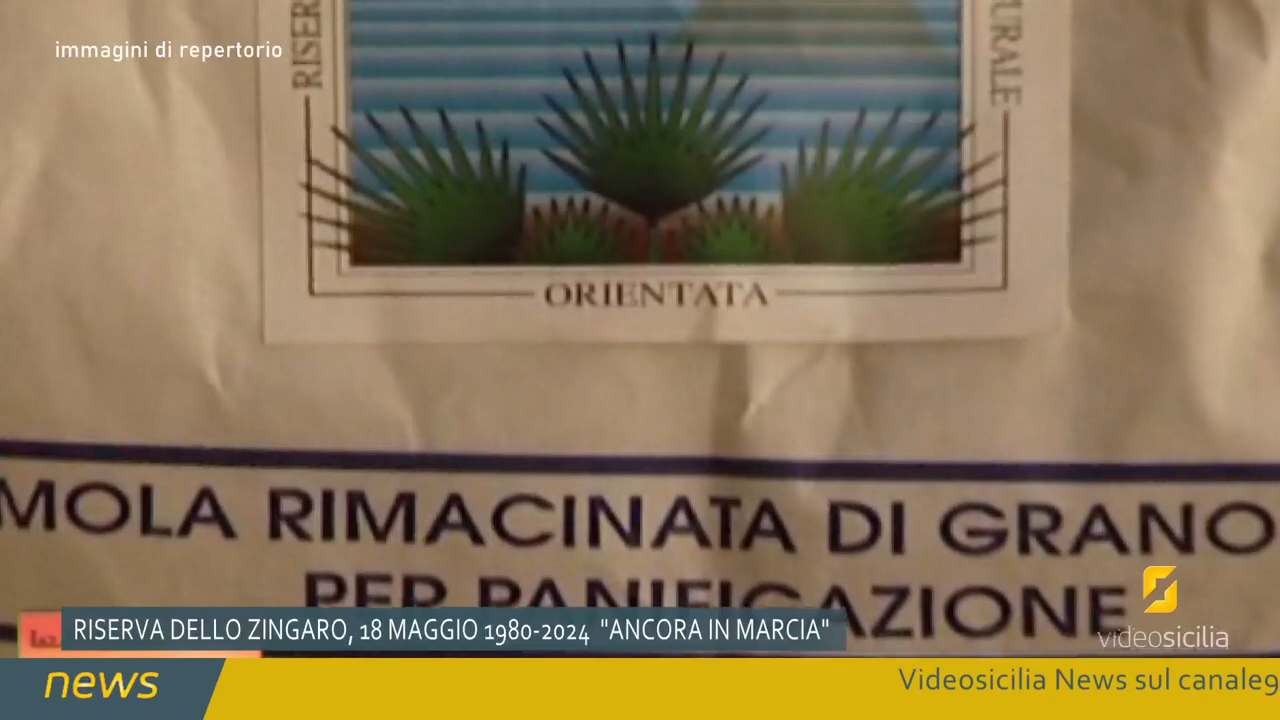 immagini di repertorio
RISER
URALE
ORIENTATA
MOLA RIMACINATA DI GRANO
PER PANIFICAZIONE
RISERVA DELLO ZINGARO, 18 MAGGIO 1980-2024 "ANCORA IN MARCIA"
videosicilia
news
Videosicilia News sul canale9